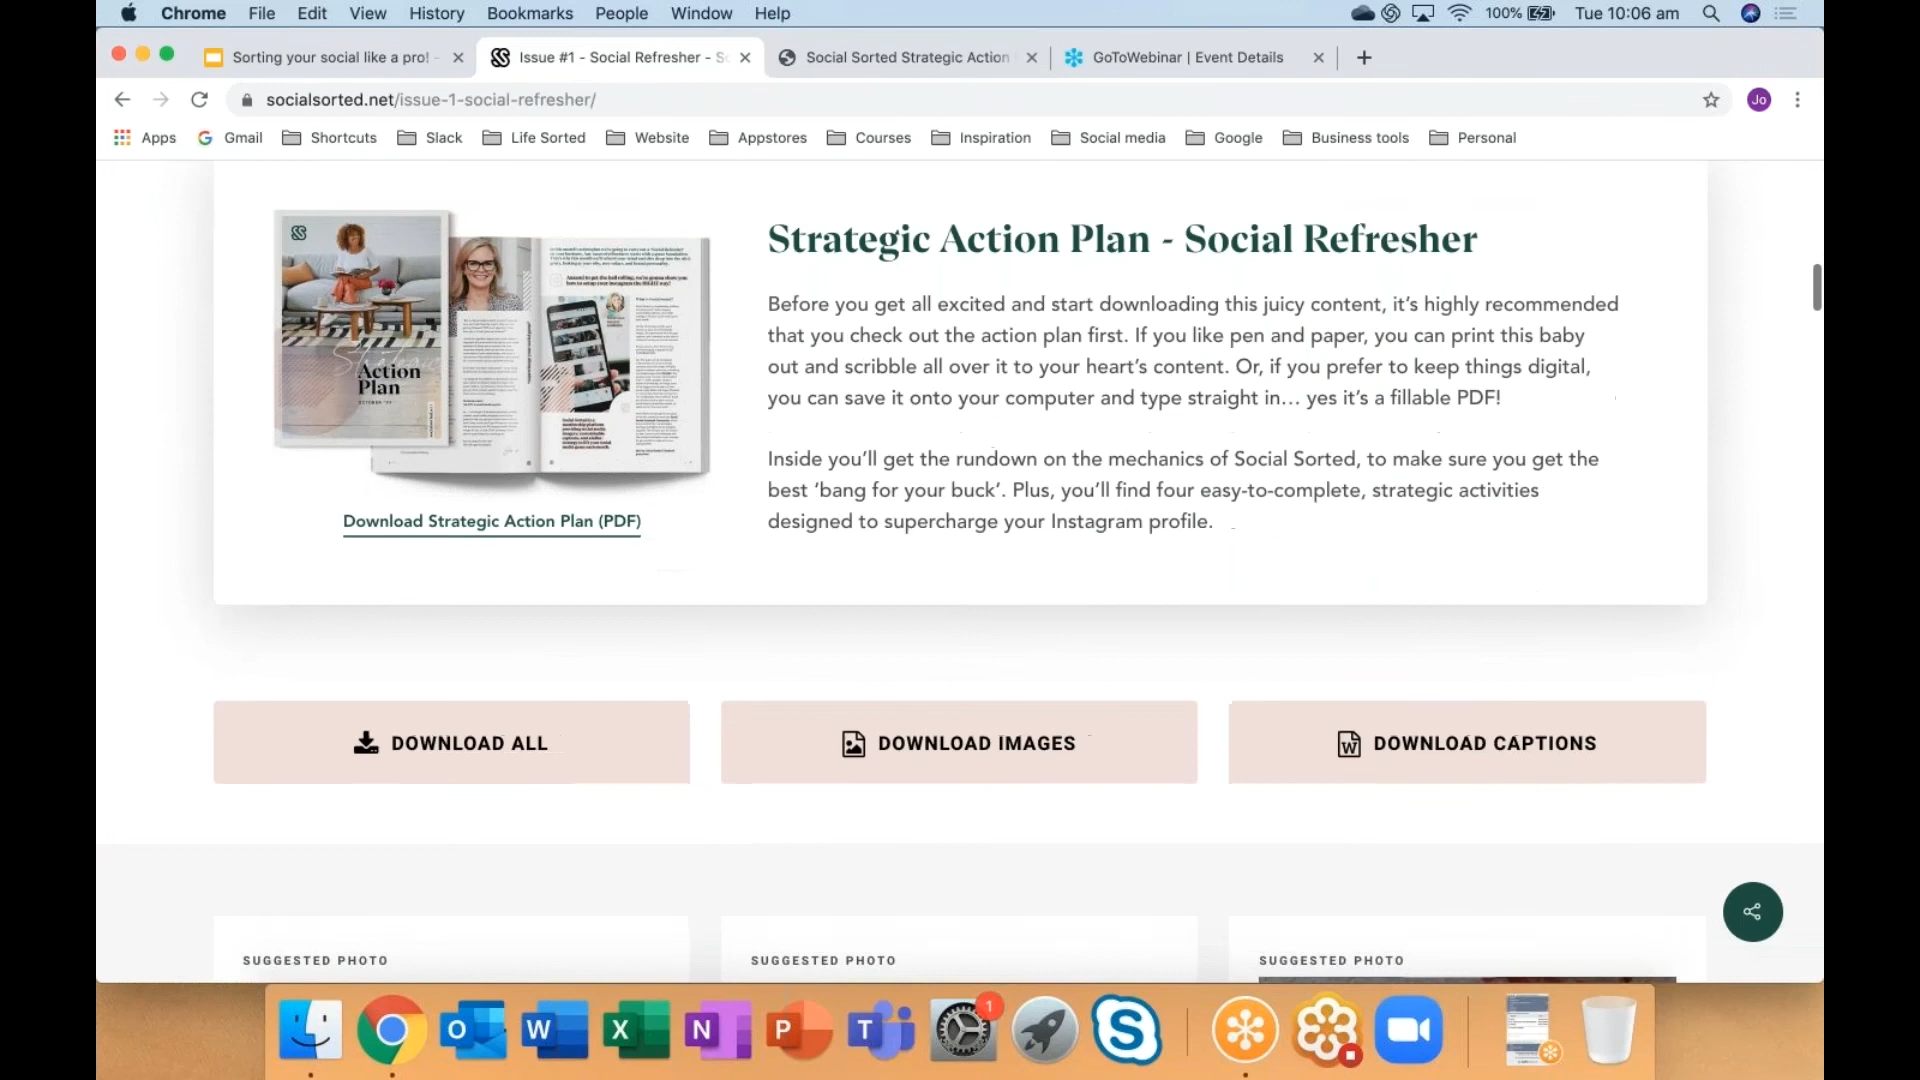 Chrome File Edit View History Bookmarks People Window Help 100% Tue 10:06 am
Sorting your social like a pro! - Issue #1 - Social Refresher - S Social Sorted Strategic Action GoToWebinar | Event Details
socialsorted.net/issue-1-social-refresher/ Jo
Apps Gmail Shortcuts Slack Life Sorted Website Appstores Courses Inspiration Social media Google Business tools Personal
Strategic
Action
Plan
Strategic Action Plan - Social Refresher
Before you get all excited and start downloading this juicy content, it’s highly recommended
that you check out the action plan first. If you like pen and paper, you can print this baby
out and scribble all over it to your heart’s content. Or, if you prefer to keep things digital,
you can save it onto your computer and type straight in... yes it’s a fillable PDF!
Inside you’ll get the rundown on the mechanics of Social Sorted, to make sure you get the
best ‘bang for your buck’. Plus, you’ll find four easy-to-complete, strategic activities
designed to supercharge your Instagram profile.
Download Strategic Action Plan (PDF)
DOWNLOAD ALL
DOWNLOAD IMAGES
W DOWNLOAD CAPTIONS
SUGGESTED PHOTO
SUGGESTED PHOTO
SUGGESTED PHOTO
O W X N P T 1 S